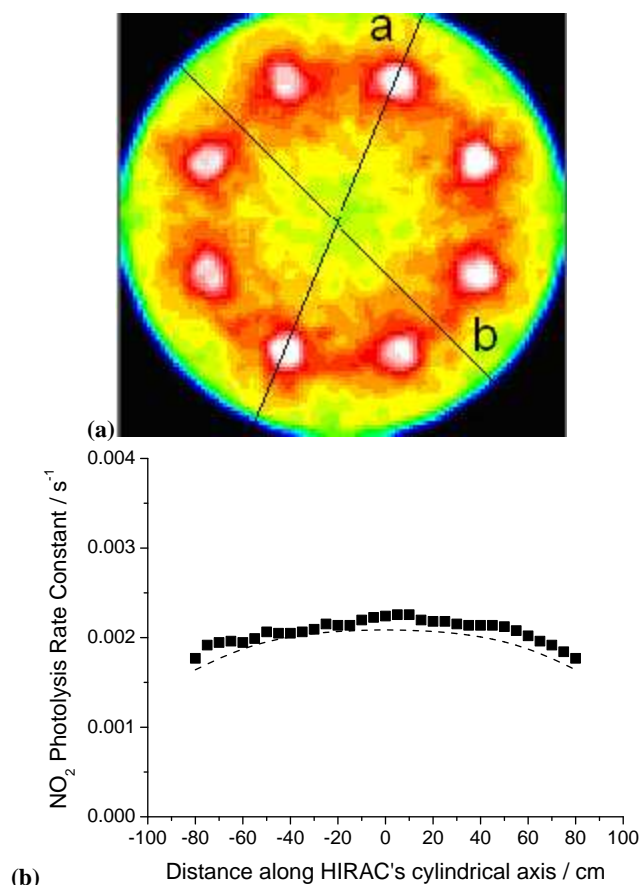 a
b
(a)
0.004
0.003
0.002
0.001
0.000
NO₂ Photolysis Rate Constant / s⁻¹
-100 -80 -60 -40 -20 0 20 40 60 80 100
Distance along HIRAC's cylindrical axis / cm
(b)